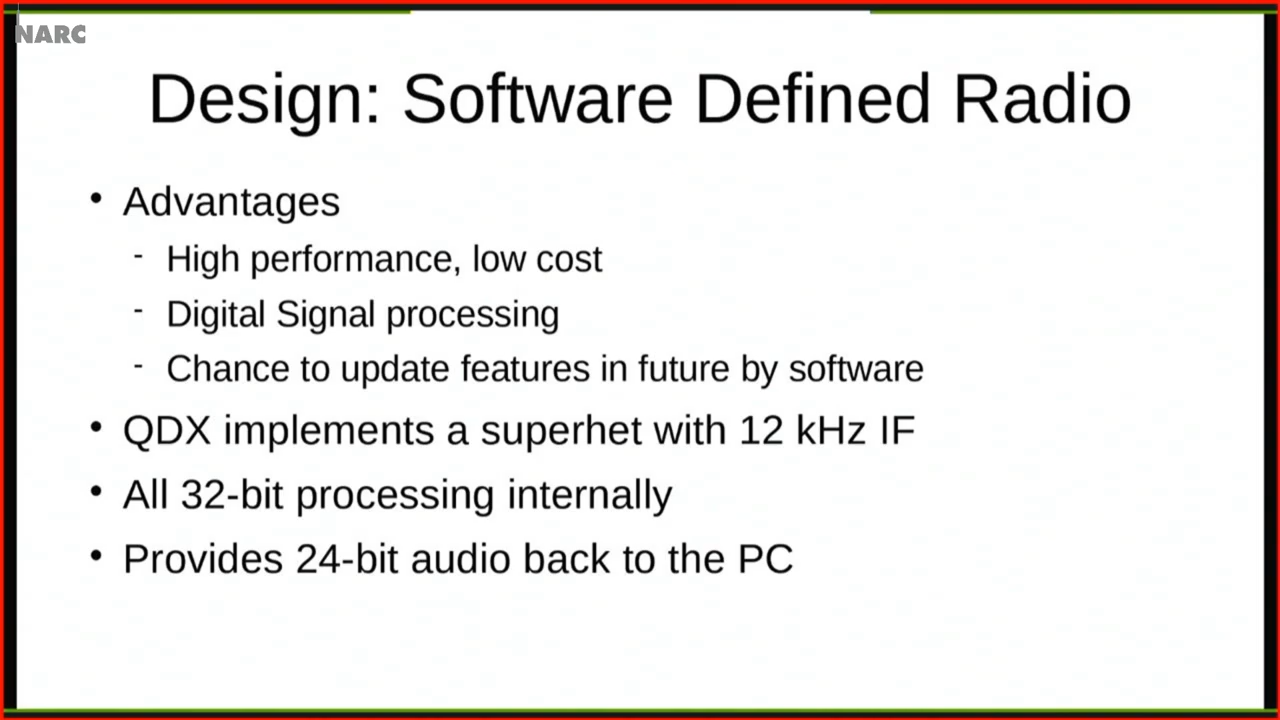 NARC
Design: Software Defined Radio
• Advantages
- High performance, low cost
- Digital Signal processing
- Chance to update features in future by software
• QDX implements a superhet with 12 kHz IF
• All 32-bit processing internally
• Provides 24-bit audio back to the PC